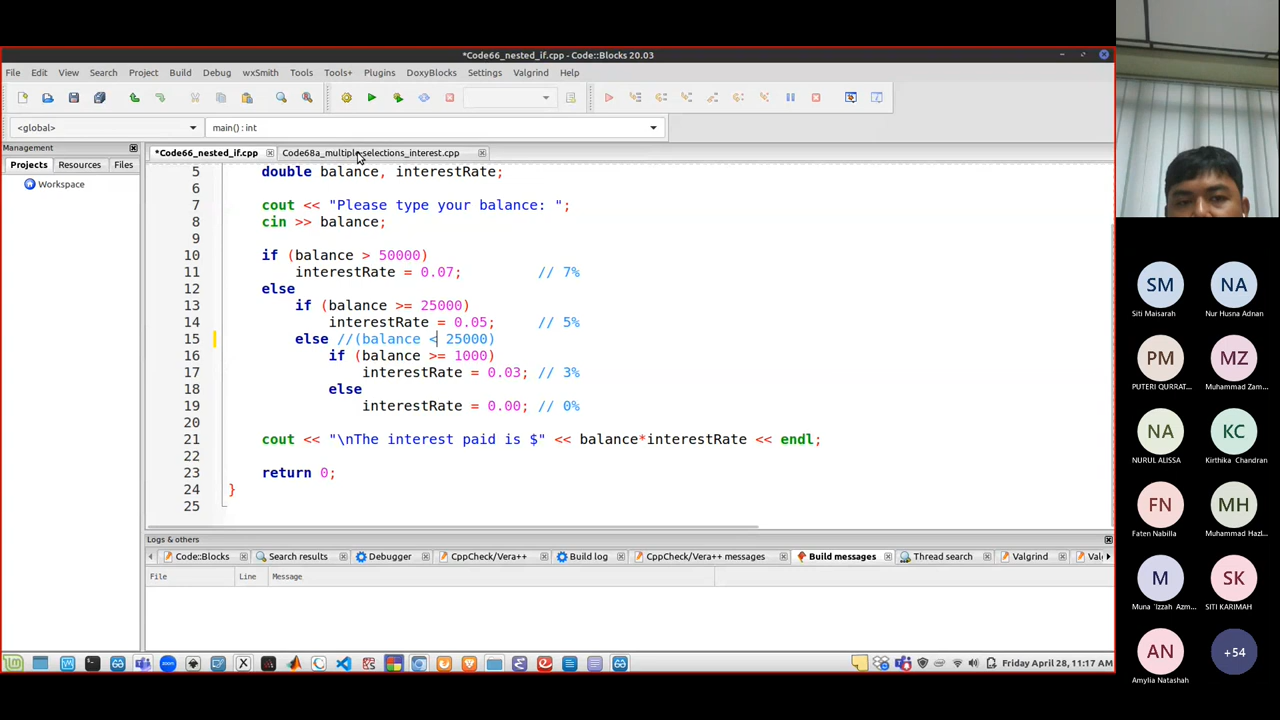 *Code66_nested_if.cpp - Code::Blocks 20.03
File Edit View Search Project Build Debug wxSmith Tools Tools+ Plugins DoxyBlocks Settings Valgrind Help
<global> main() : int
Management
Projects Resources Files
Workspace
*Code66_nested_if.cpp Code68a_multiple_selections_interest.cpp
5 double balance, interestRate;
6
7 cout << "Please type your balance: ";
8 cin >> balance;
9
10 if (balance > 50000)
11 interestRate = 0.07; // 7%
12 else
13 if (balance >= 25000)
14 interestRate = 0.05; // 5%
15 else //(balance < 25000)
16 if (balance >= 1000)
17 interestRate = 0.03; // 3%
18 else
19 interestRate = 0.00; // 0%
20
21 cout << "\nThe interest paid is $" << balance*interestRate << endl;
22
23 return 0;
24 }
25
Logs & others
Code::Blocks Search results Debugger CppCheck/Vera++ Build log CppCheck/Vera++ messages Build messages Thread search Valgrind Valg
File Line Message
Friday April 28, 11:17 AM
SM NA
Siti Maisarah Nur Husna Adnan
PM MZ
PUTERI QURRAT... Muhammad Zam...
NA KC
NURUL ALISSA Kirthika Chandran
FN MH
Faten Nabilla Muhammad Hazi...
M SK
Muna `Izzah Azm... SITI KARIMAH
AN +54
Amylia Natashah